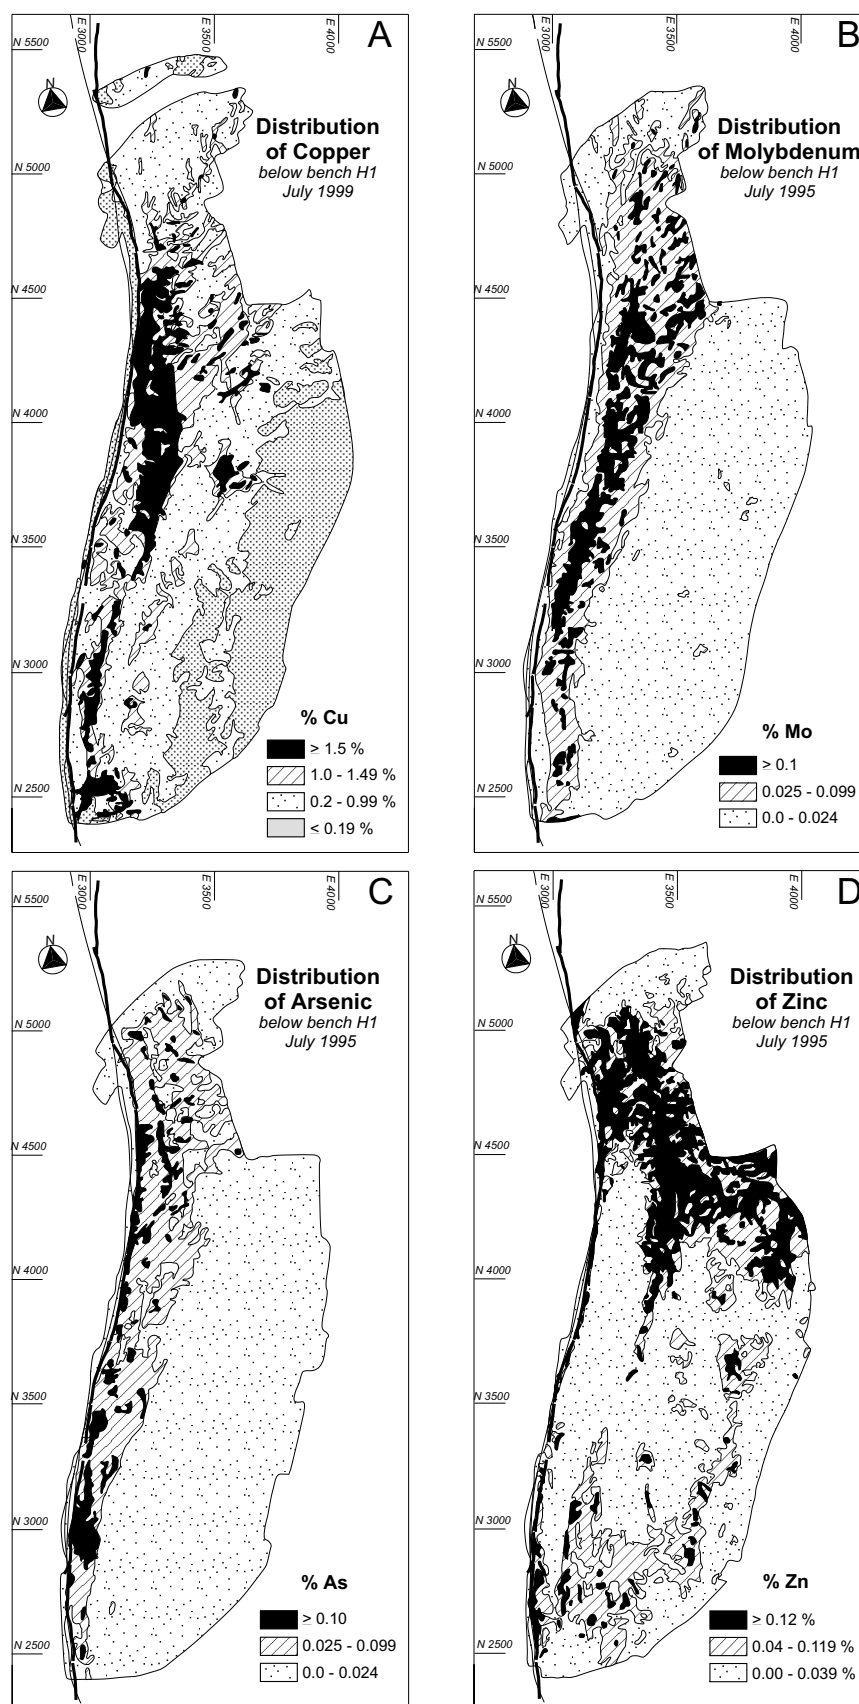 A
E 3000
E 3500
E 4000
N 5500
N
Distribution
of Copper
below bench H1
July 1999
N 5000
N 4500
N 4000
N 3500
N 3000
N 2500
% Cu
≥ 1.5 %
1.0 - 1.49 %
0.2 - 0.99 %
≤ 0.19 %
B
E 3000
E 3500
E 4000
N 5500
N
Distribution
of Molybdenum
below bench H1
July 1995
N 5000
N 4500
N 4000
N 3500
N 3000
N 2500
% Mo
≥ 0.1
0.025 - 0.099
0.0 - 0.024
C
E 3000
E 3500
E 4000
N 5500
N
Distribution
of Arsenic
below bench H1
July 1995
N 5000
N 4500
N 4000
N 3500
N 3000
N 2500
% As
≥ 0.10
0.025 - 0.099
0.0 - 0.024
D
E 3000
E 3500
E 4000
N 5500
N
Distribution
of Zinc
below bench H1
July 1995
N 5000
N 4500
N 4000
N 3500
N 3000
N 2500
% Zn
≥ 0.12 %
0.04 - 0.119 %
0.00 - 0.039 %